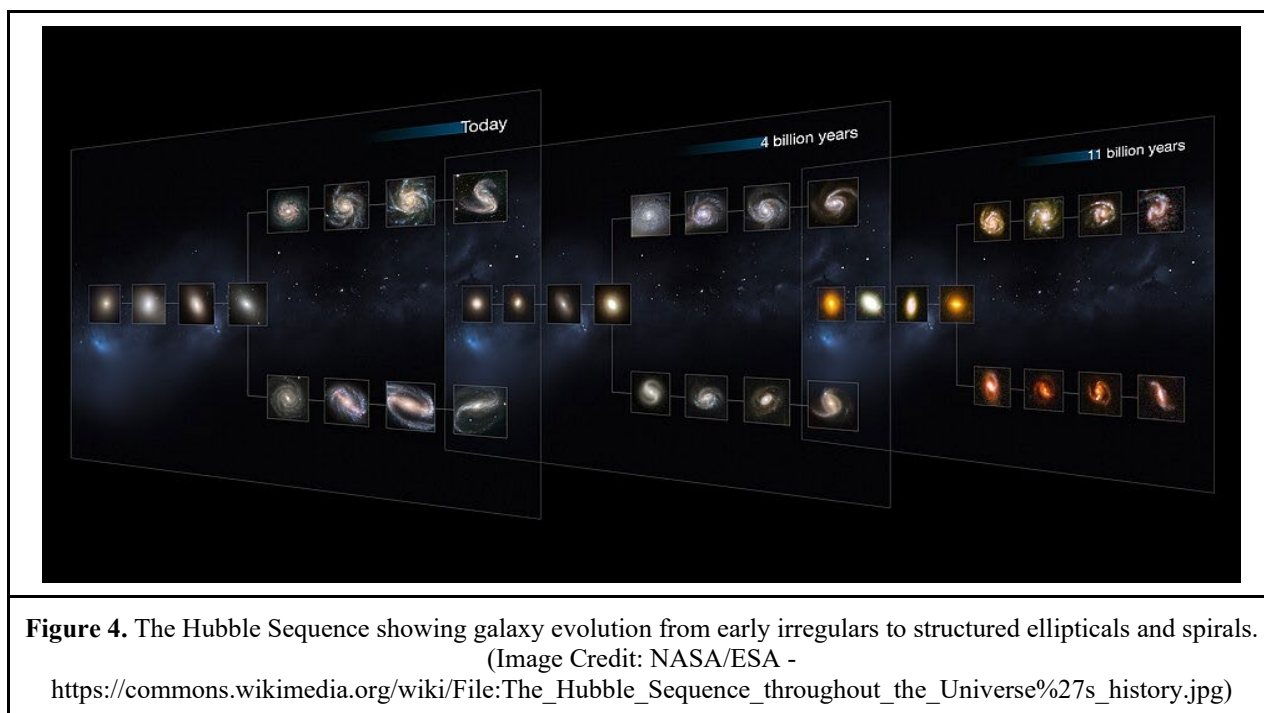 Today
4 billion years
11 billion years
Figure 4. The Hubble Sequence showing galaxy evolution from early irregulars to structured ellipticals and spirals.
(Image Credit: NASA/ESA -
https://commons.wikimedia.org/wiki/File:The_Hubble_Sequence_throughout_the_Universe%27s_history.jpg)